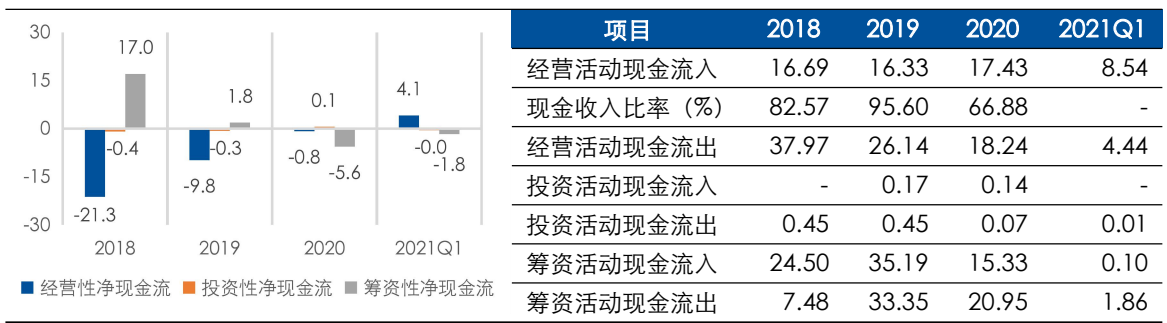 30
15
0
-15
-30
17.0
-0.4
-21.3
1.8
-0.3
-9.8
0.1
-0.8
-5.6
4.1
-0.0
-1.8
2018 2019 2020 2021Q1
经营性净现金流 投资性净现金流 筹资性净现金流
项目 2018 2019 2020 2021Q1
经营活动现金流入 16.69 16.33 17.43 8.54
现金收入比率（%） 82.57 95.60 66.88 -
经营活动现金流出 37.97 26.14 18.24 4.44
投资活动现金流入 - 0.17 0.14 -
投资活动现金流出 0.45 0.45 0.07 0.01
筹资活动现金流入 24.50 35.19 15.33 0.10
筹资活动现金流出 7.48 33.35 20.95 1.86